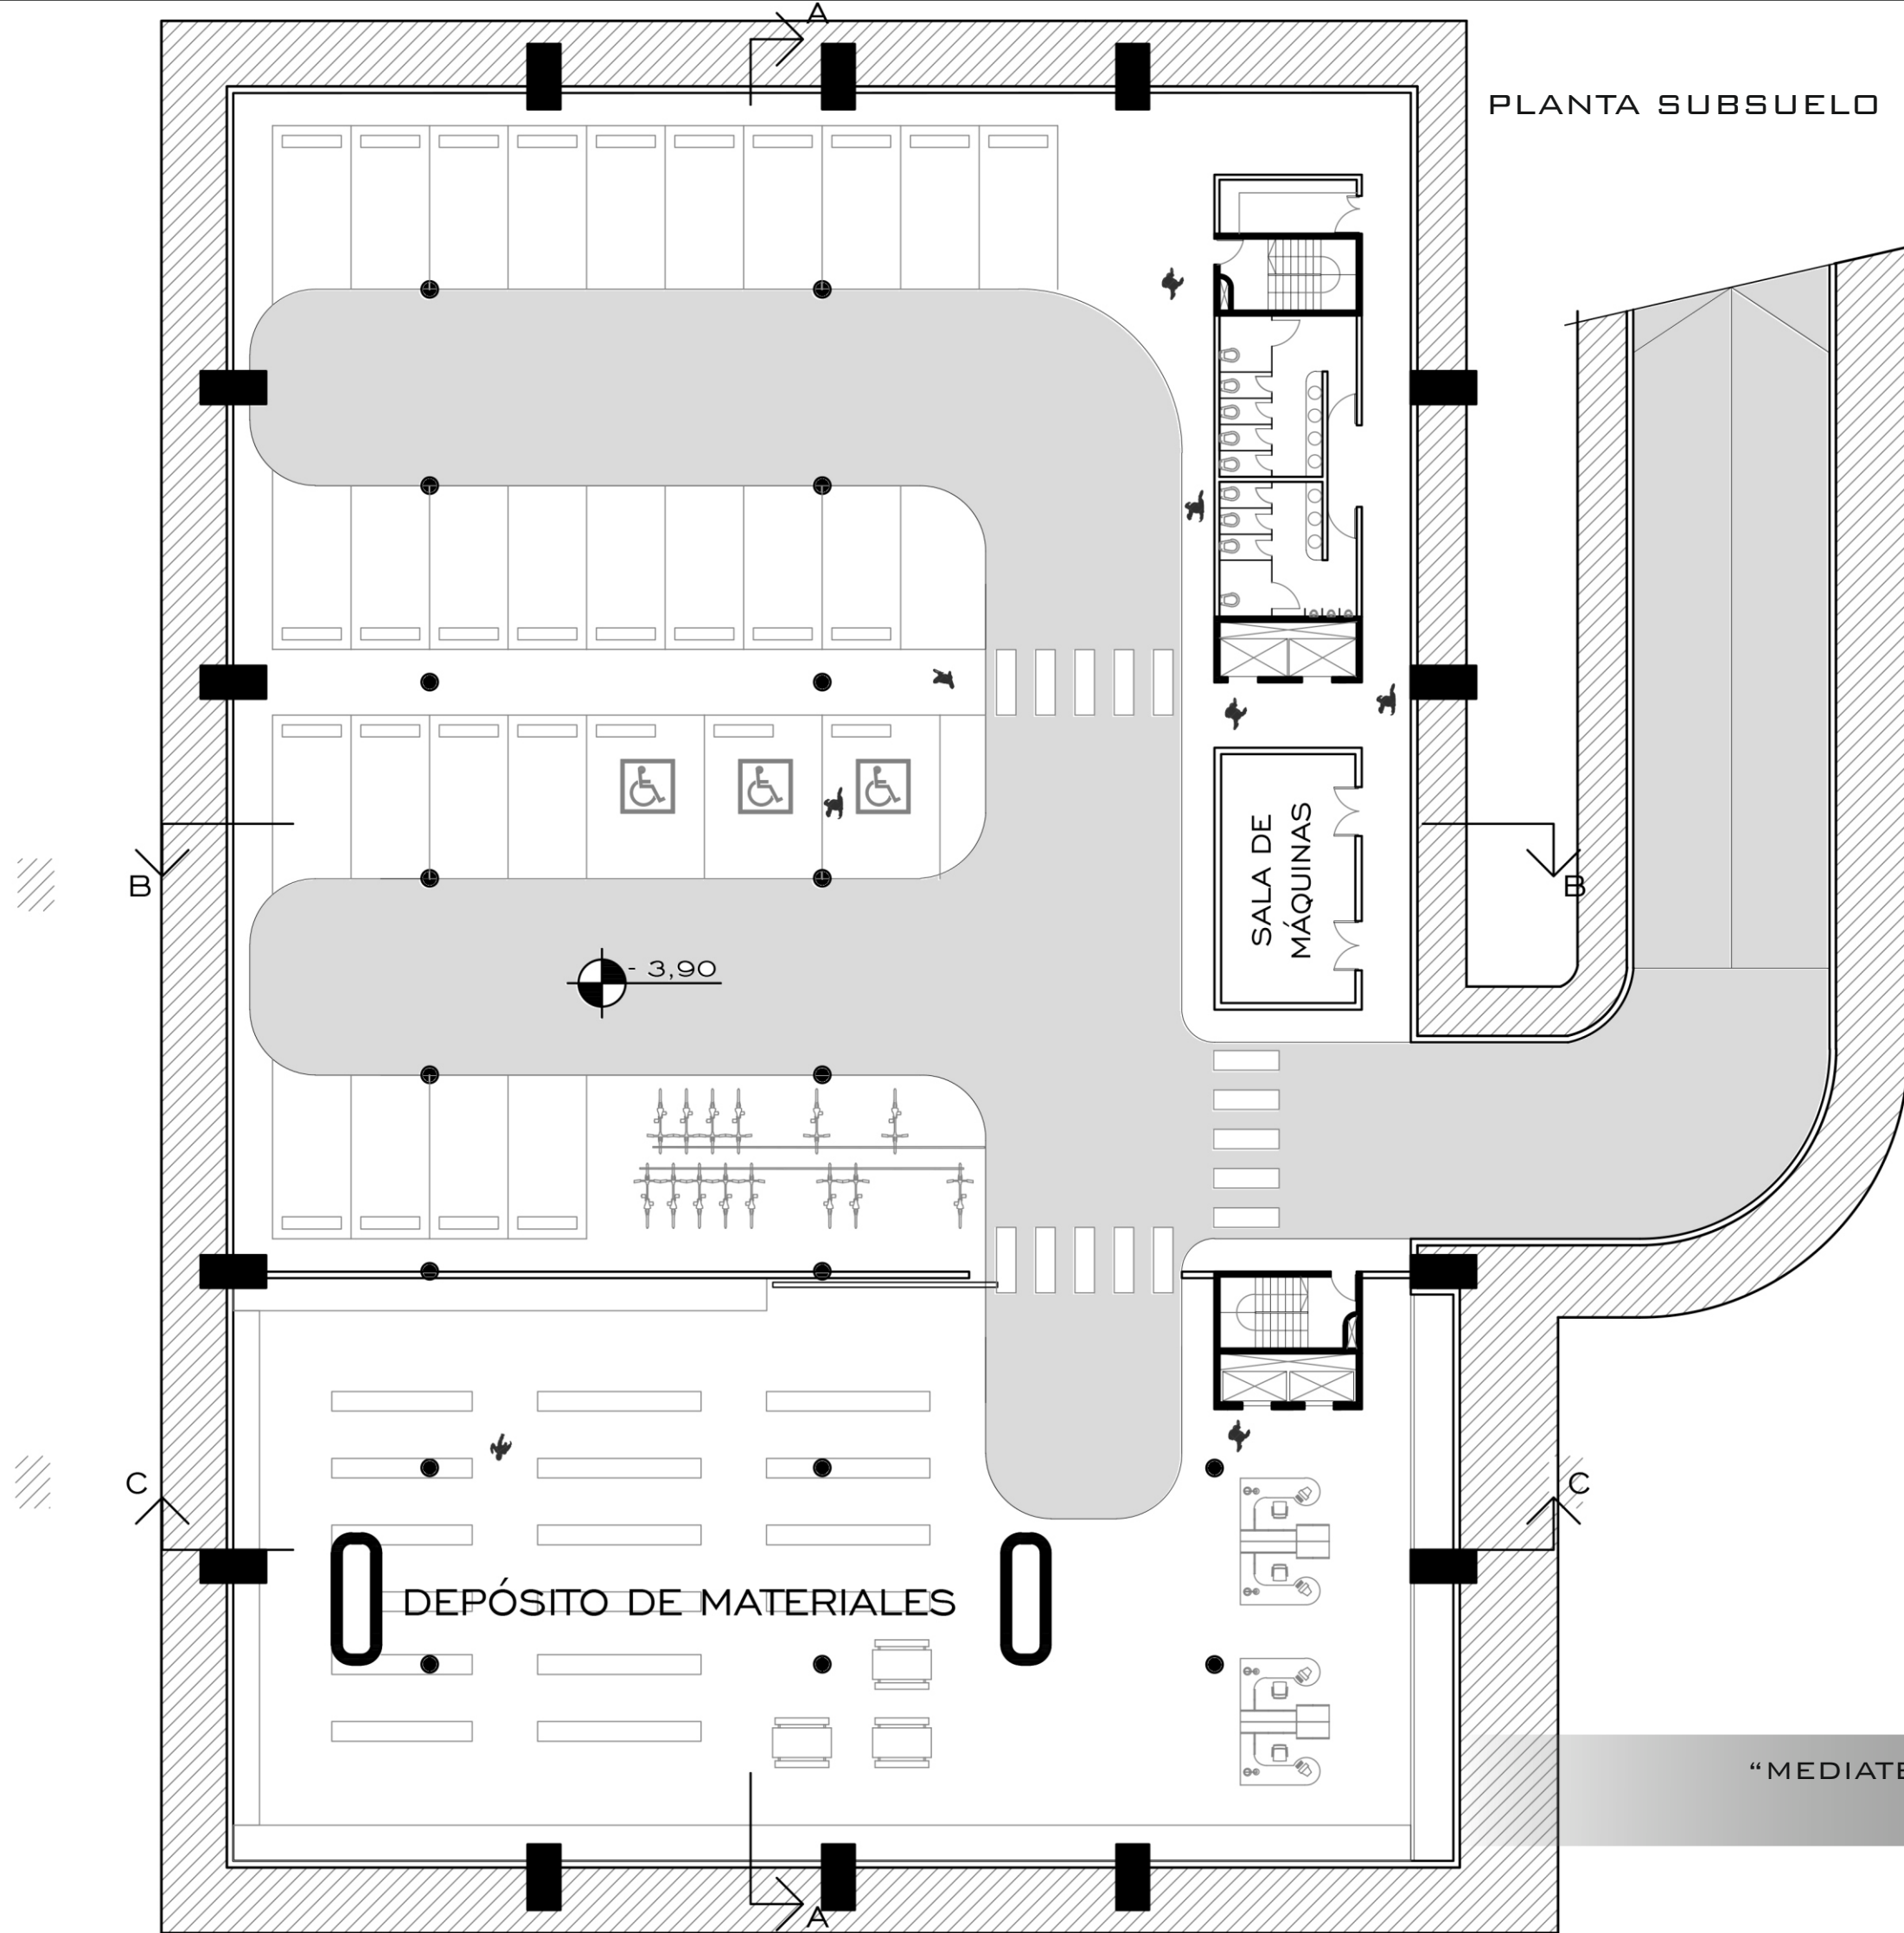 A
PLANTA SUBSUELO
B
B
SALA DE
MÁQUINAS
- 3,90
C
C
DEPÓSITO DE MATERIALES
“MEDIATE
A